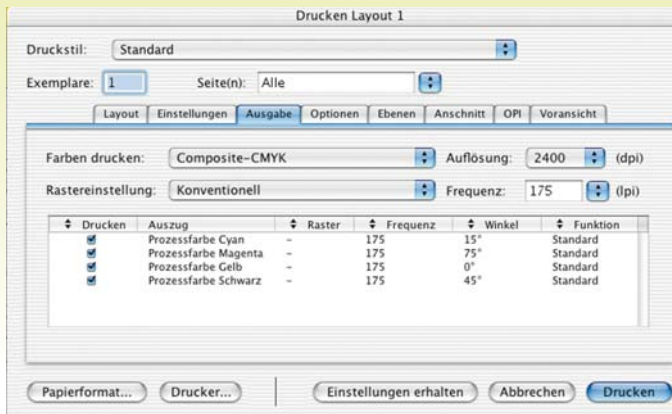 Drucken Layout 1
Druckstil: Standard
Exemplare: 1 Seite(n): Alle
Layout Einstellungen Ausgabe Optionen Ebenen Anschnitt OPI Voransicht
Farben drucken: Composite-CMYK Auflösung: 2400 (dpi)
Rastereinstellung: Konventionell Frequenz: 175 (lpi)
Drucken Auszug Raster Frequenz Winkel Funktion
Prozessfarbe Cyan – 175 15° Standard
Prozessfarbe Magenta – 175 75° Standard
Prozessfarbe Gelb – 175 0° Standard
Prozessfarbe Schwarz – 175 45° Standard
Papierformat... Drucker... Einstellungen erhalten Abbrechen Drucken